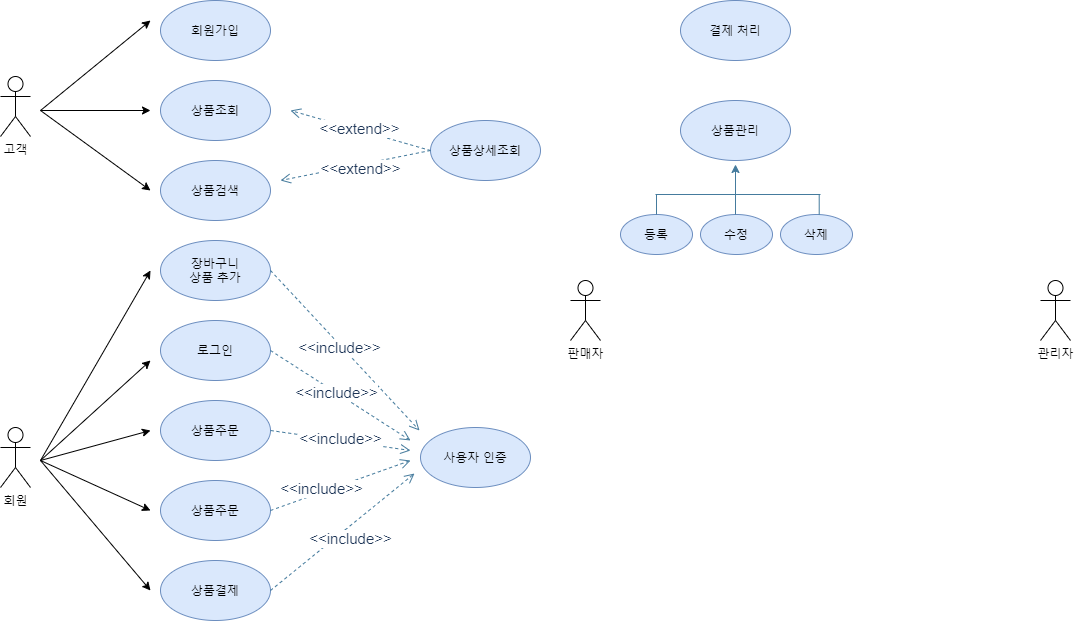 회원가입
상품조회
고객
<<extend>>
상품상세조회
<<extend>>
상품검색
장바구니
상품 추가
<<include>>
로그인
<<include>>
상품주문
<<include>>
사용자 인증
회원
<<include>>
상품주문
<<include>>
상품결제
결제 처리
상품관리
등록
수정
삭제
판매자
관리자